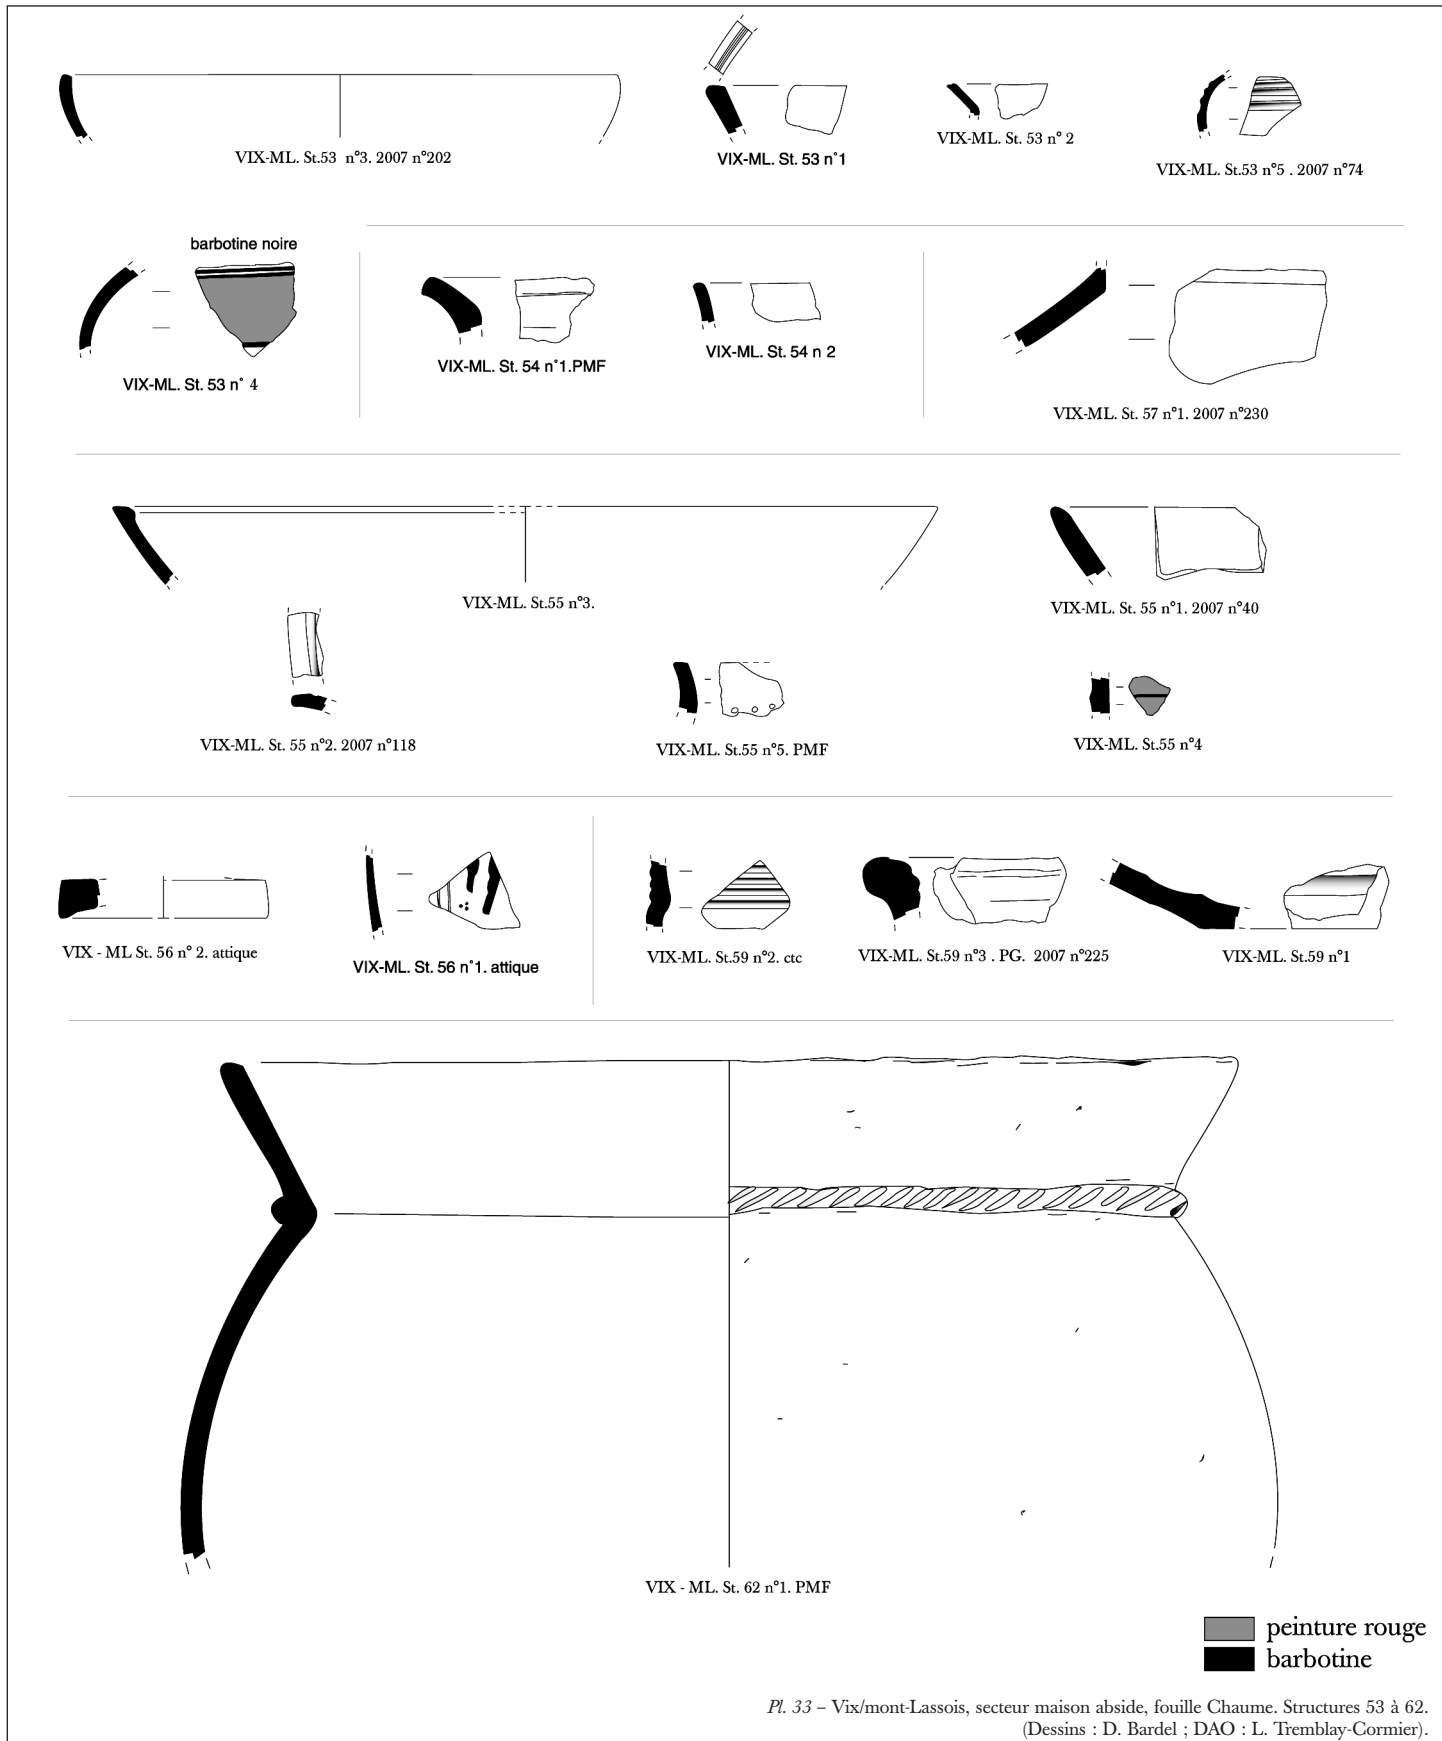 VIX-ML. St.53 n°3. 2007 n°202
VIX-ML. St. 53 n°1
VIX-ML. St. 53 n° 2
VIX-ML. St.53 n°5 . 2007 n°74
barbotine noire
VIX-ML. St. 53 n° 4
VIX-ML. St. 54 n°1.PMF
VIX-ML. St. 54 n 2
VIX-ML. St. 57 n°1. 2007 n°230
VIX-ML. St.55 n°3.
VIX-ML. St. 55 n°1. 2007 n°40
VIX-ML. St. 55 n°2. 2007 n°118
VIX-ML. St.55 n°5. PMF
VIX-ML. St.55 n°4
VIX - ML St. 56 n° 2. attique
VIX-ML. St. 56 n°1. attique
VIX-ML. St.59 n°2. ctc
VIX-ML. St.59 n°3 . PG. 2007 n°225
VIX-ML. St.59 n°1
VIX - ML. St. 62 n°1. PMF
peinture rouge
barbotine
Pl. 33 – Vix/mont-Lassois, secteur maison abside, fouille Chaume. Structures 53 à 62.
(Dessins : D. Bardel ; DAO : L. Tremblay-Cormier).